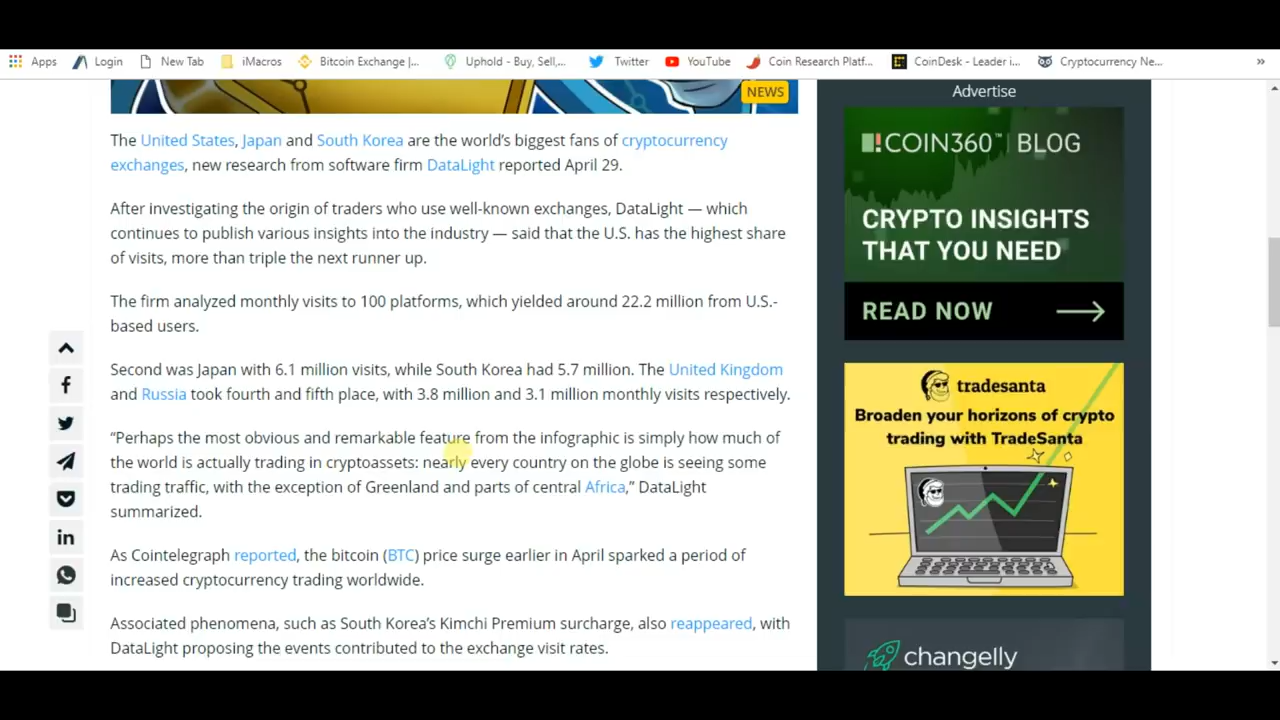 Apps
Login
New Tab
iMacros
Bitcoin Exchange |...
Uphold - Buy, Sell,...
Twitter
YouTube
Coin Research Platf...
CoinDesk - Leader i...
Cryptocurrency Ne...
»
NEWS
The United States, Japan and South Korea are the world's biggest fans of cryptocurrency
exchanges, new research from software firm DataLight reported April 29.
After investigating the origin of traders who use well-known exchanges, DataLight — which
continues to publish various insights into the industry — said that the U.S. has the highest share
of visits, more than triple the next runner up.
The firm analyzed monthly visits to 100 platforms, which yielded around 22.2 million from U.S.-
based users.
Second was Japan with 6.1 million visits, while South Korea had 5.7 million. The United Kingdom
and Russia took fourth and fifth place, with 3.8 million and 3.1 million monthly visits respectively.
“Perhaps the most obvious and remarkable feature from the infographic is simply how much of
the world is actually trading in cryptoassets: nearly every country on the globe is seeing some
trading traffic, with the exception of Greenland and parts of central Africa,” DataLight
summarized.
As Cointelegraph reported, the bitcoin (BTC) price surge earlier in April sparked a period of
increased cryptocurrency trading worldwide.
Associated phenomena, such as South Korea's Kimchi Premium surcharge, also reappeared, with
DataLight proposing the events contributed to the exchange visit rates.
Advertise
COIN360™ | BLOG
CRYPTO INSIGHTS
THAT YOU NEED
READ NOW
tradesanta
Broaden your horizons of crypto
trading with TradeSanta
changelly